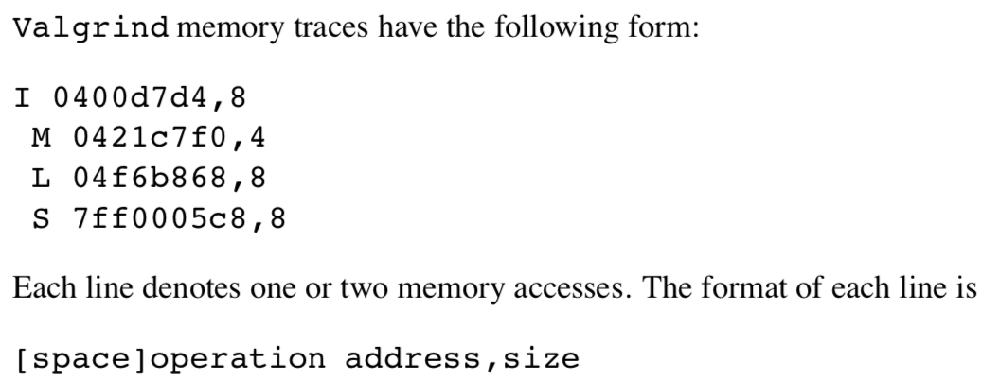 Valgrind memory traces have the following form:
I 0400d7d4,8
 M 0421c7f0,4
 L 04f6b868,8
 S 7ff0005c8,8
Each line denotes one or two memory accesses. The format of each line is
[space]operation address,size